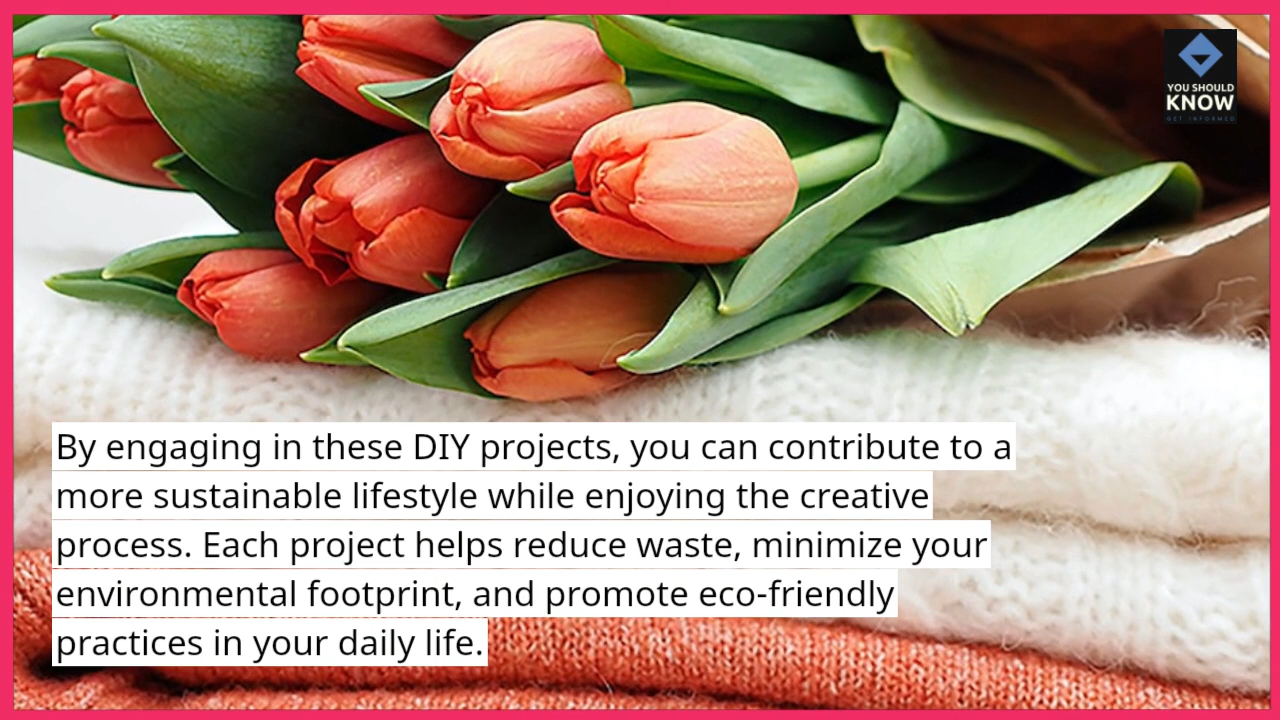 YOU SHOULD
KNOW
GET INFORMED
By engaging in these DIY projects, you can contribute to a
more sustainable lifestyle while enjoying the creative
process. Each project helps reduce waste, minimize your
environmental footprint, and promote eco-friendly
practices in your daily life.